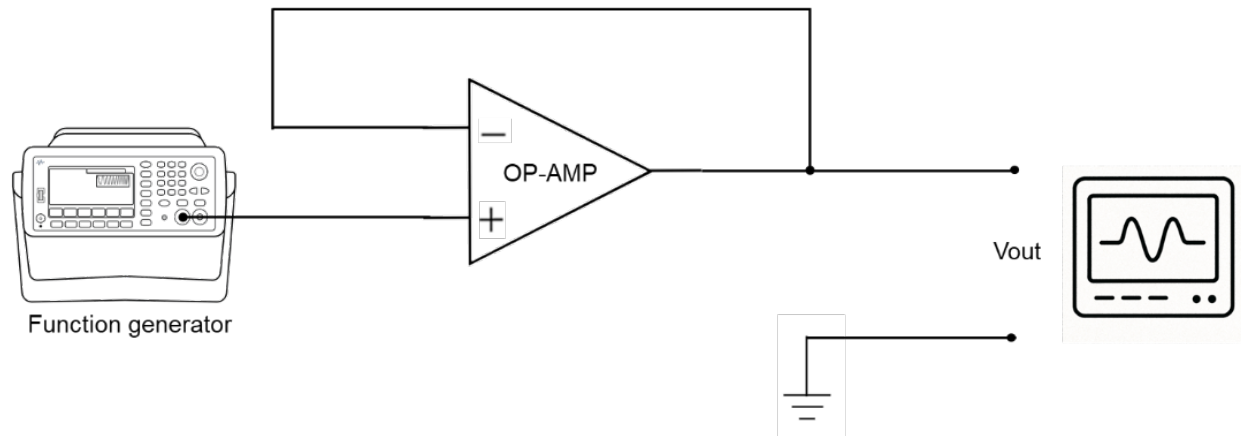 −
OP-AMP
+
Vout
Function generator